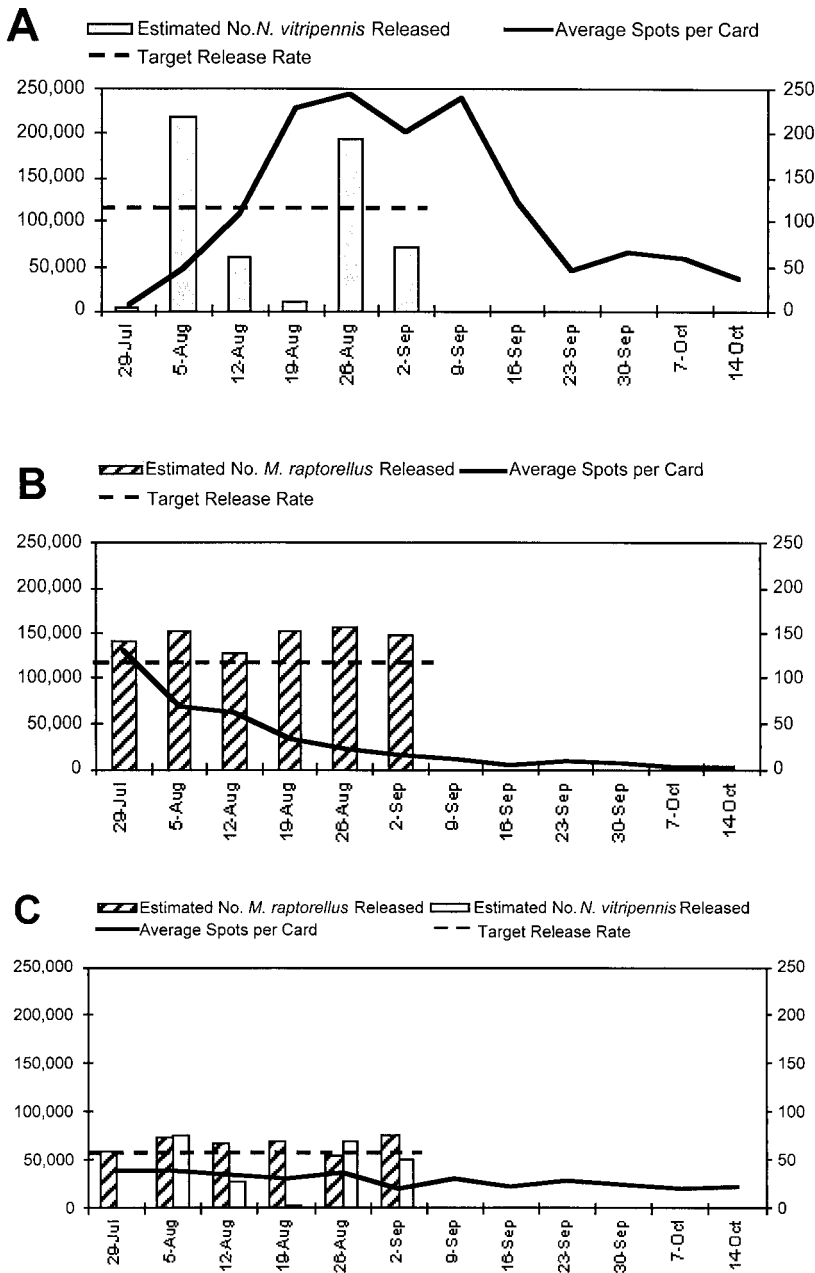 A
Estimated No.N. vitripennis Released Average Spots per Card
Target Release Rate
250,000 250
200,000 200
150,000 150
100,000 100
50,000 50
0 0
29-Jul 5-Aug 12-Aug 19-Aug 26-Aug 2-Sep 9-Sep 16-Sep 23-Sep 30-Sep 7-Oct 14-Oct
B
Estimated No. M. raptorellus Released Average Spots per Card
Target Release Rate
250,000 250
200,000 200
150,000 150
100,000 100
50,000 50
0 0
29-Jul 5-Aug 12-Aug 19-Aug 26-Aug 2-Sep 9-Sep 16-Sep 23-Sep 30-Sep 7-Oct 14-Oct
C
Estimated No. M. raptorellus Released Estimated No. N. vitripennis Released
Average Spots per Card Target Release Rate
250,000 250
200,000 200
150,000 150
100,000 100
50,000 50
0 0
29-Jul 5-Aug 12-Aug 19-Aug 26-Aug 2-Sep 9-Sep 16-Sep 23-Sep 30-Sep 7-Oct 14-Oct